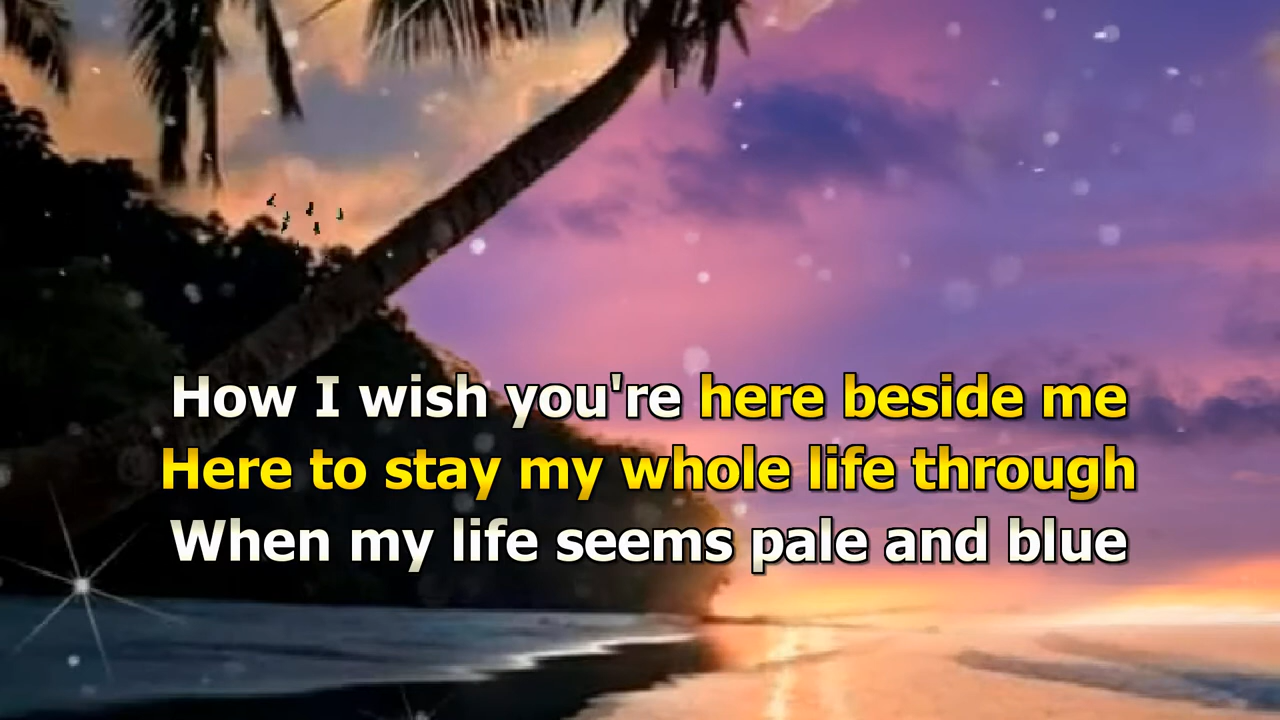 How I wish you're here beside me
Here to stay my whole life through
When my life seems pale and blue